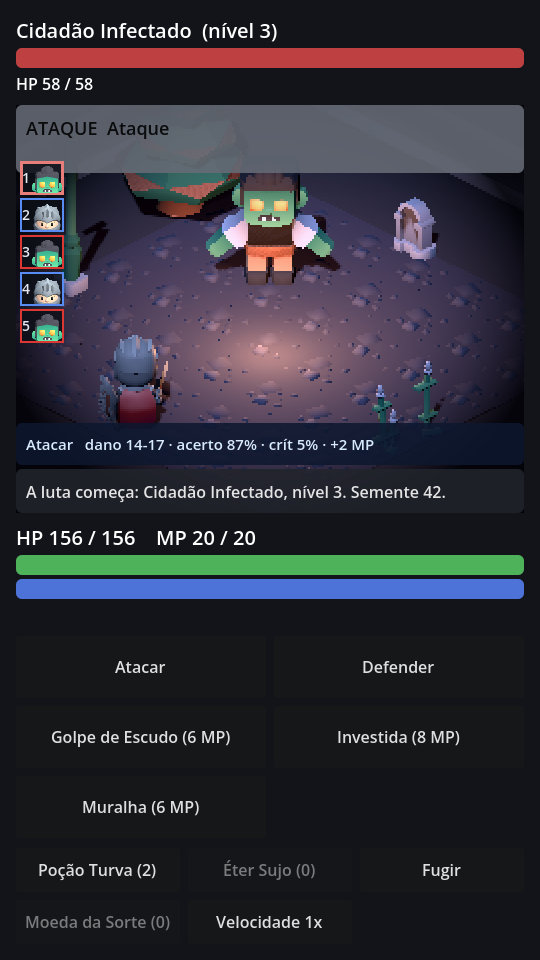 Cidadão Infectado  (nível 3)
HP 58 / 58
ATAQUE  Ataque
1
2
3
4
5
Atacar  dano 14-17 · acerto 87% · crít 5% · +2 MP
A luta começa: Cidadão Infectado, nível 3. Semente 42.
HP 156 / 156    MP 20 / 20
Atacar
Defender
Golpe de Escudo (6 MP)
Investida (8 MP)
Muralha (6 MP)
Poção Turva (2)
Éter Sujo (0)
Fugir
Moeda da Sorte (0)
Velocidade 1x